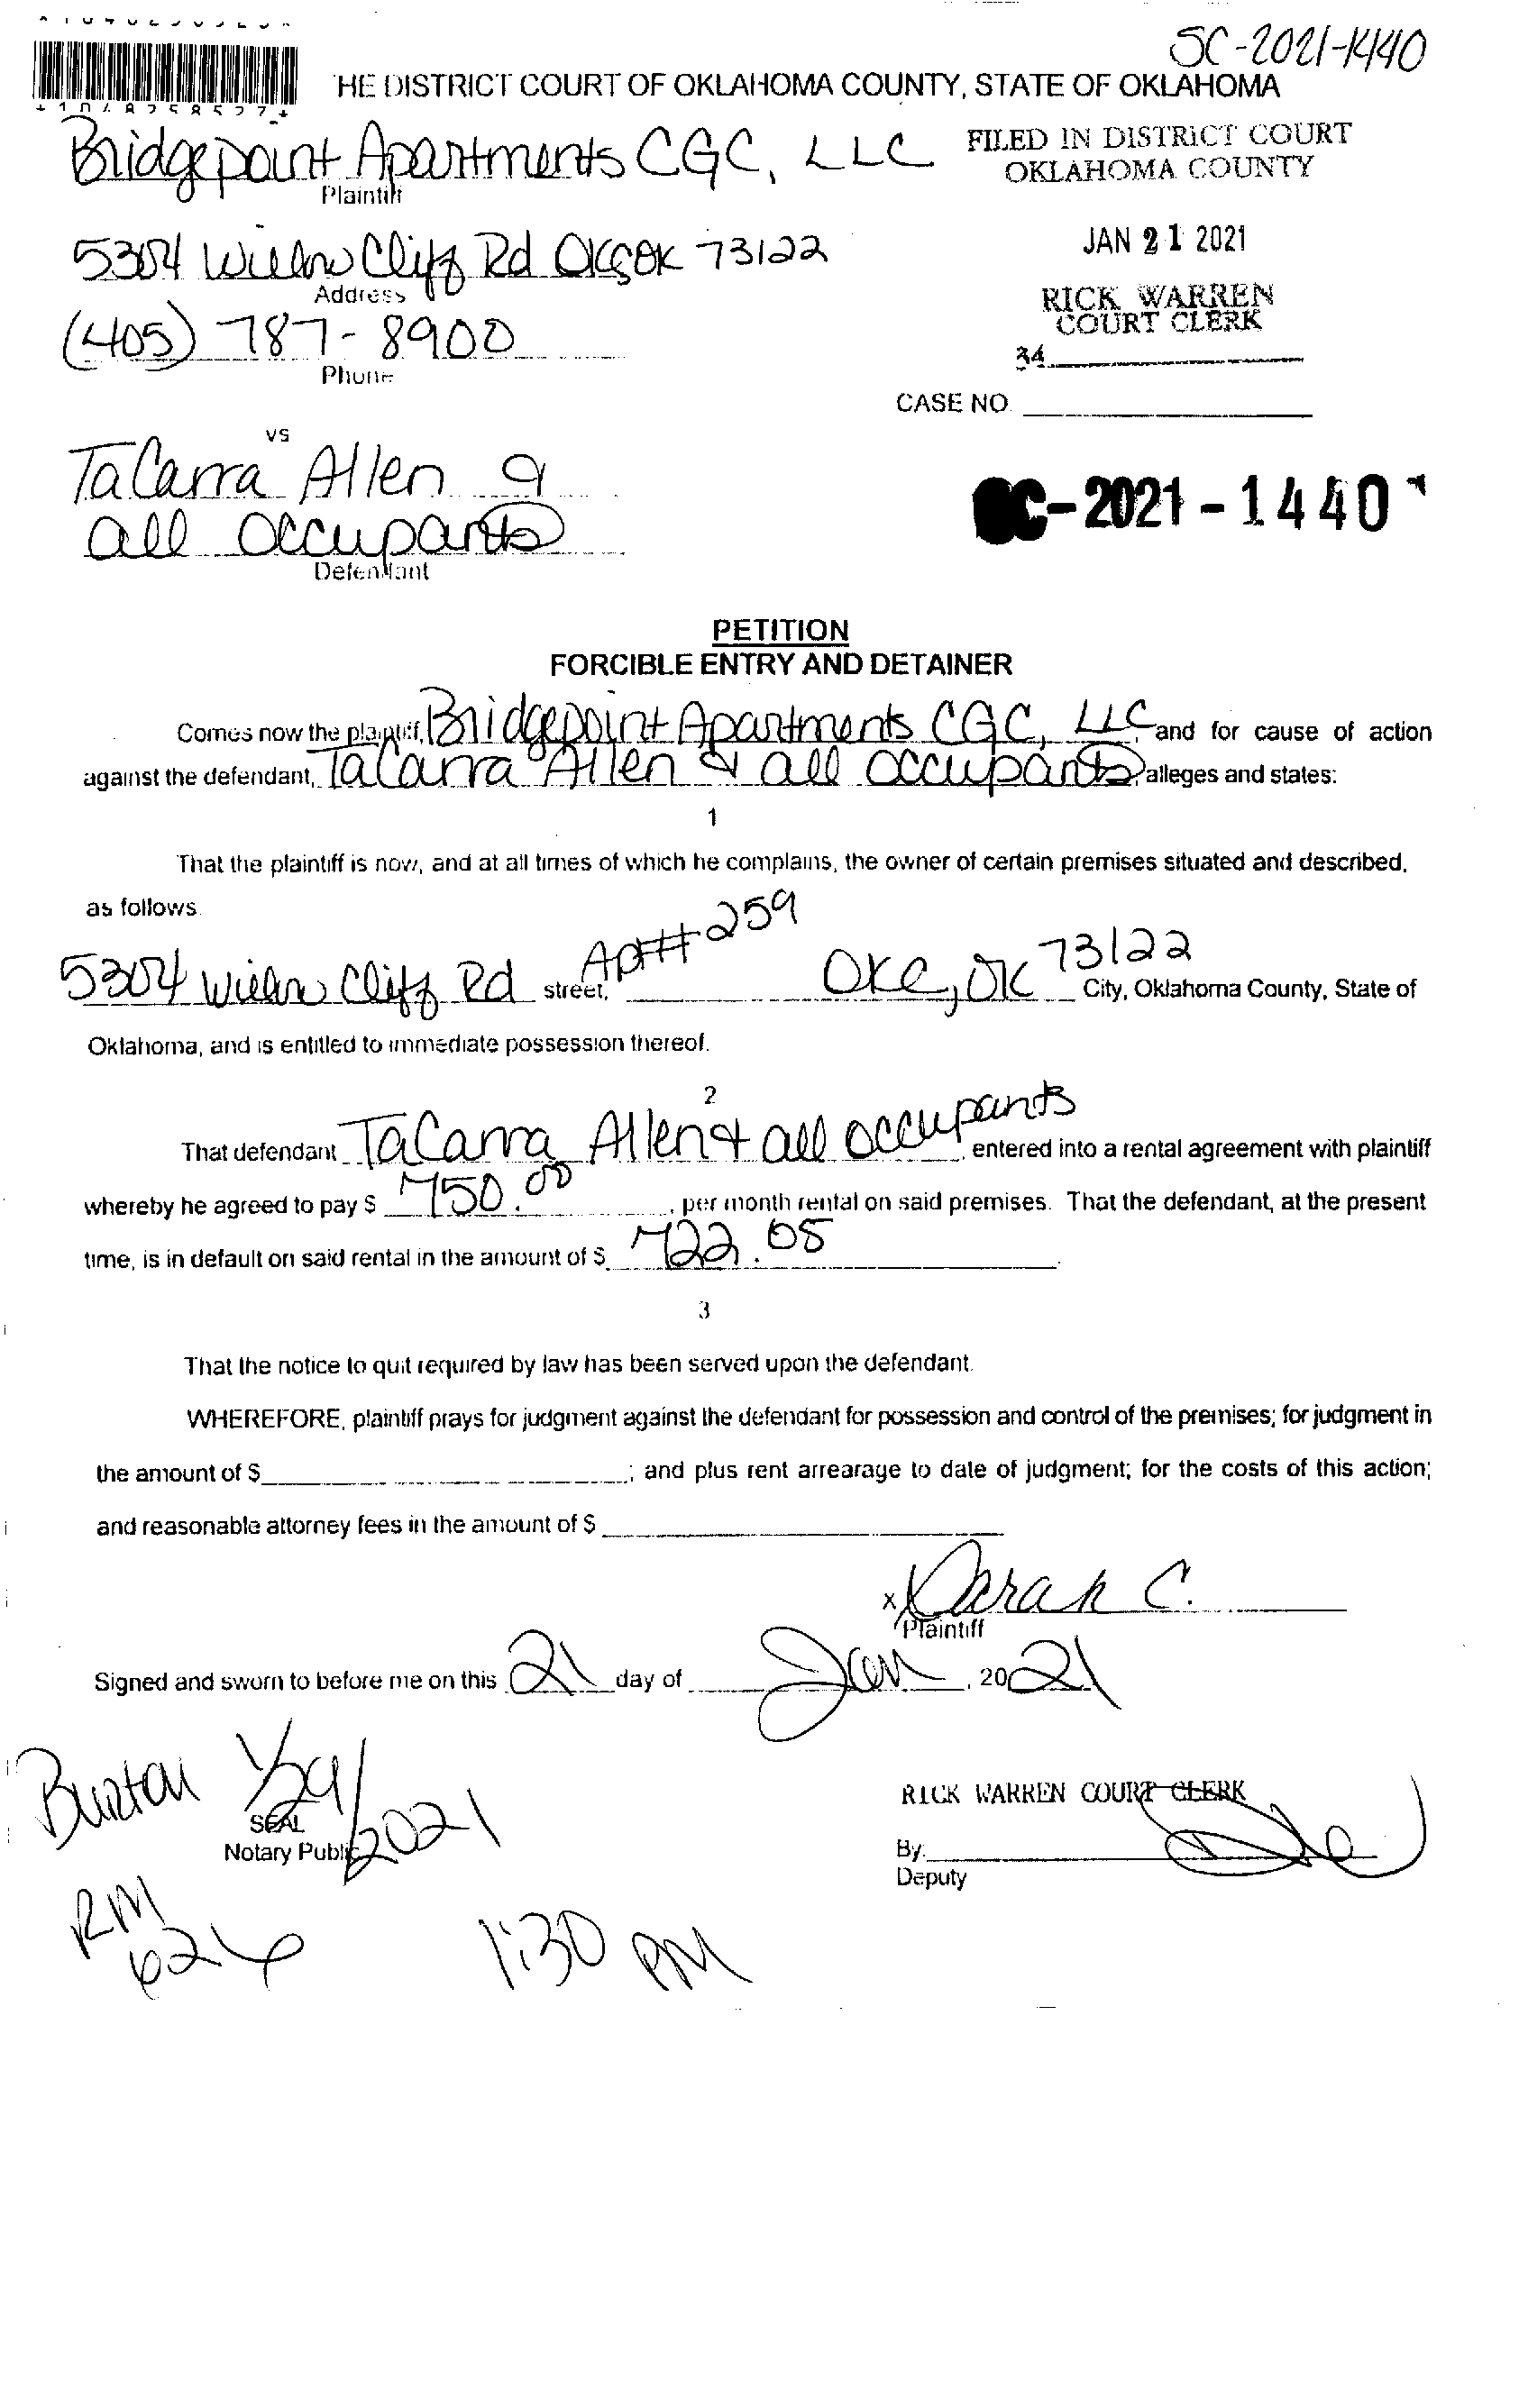 SC-2021-1440
HE DISTRICT COURT OF OKLAHOMA COUNTY, STATE OF OKLAHOMA
Bridgepoint Apartments CGC, LLC
Plaintiff
FILED IN DISTRICT COURT
OKLAHOMA COUNTY
5304 Willow Cliff Rd OKC OK 73122
Address
JAN 21 2021
RICK WARREN
COURT CLERK
(405) 787-8900
Phone
34
CASE NO.
vs
TaCarra Allen &
all occupants
Defendant
SC-2021-1440
PETITION
FORCIBLE ENTRY AND DETAINER
Comes now the plaintiff, Bridgepoint Apartments CGC, LLC, and for cause of action
against the defendant, TaCarra Allen & all occupants, alleges and states:
1
That the plaintiff is now, and at all times of which he complains, the owner of certain premises situated and described,
as follows.
5304 Willow Cliff Rd street, Apt# 259 OKC, OK 73122 City, Oklahoma County, State of
Oklahoma, and is entitled to immediate possession thereof.
2
That defendant TaCarra Allen & all occupants, entered into a rental agreement with plaintiff
whereby he agreed to pay $ 750.00, per month rental on said premises. That the defendant, at the present
time, is in default on said rental in the amount of $ 722.05.
3
That the notice to quit required by law has been served upon the defendant.
WHEREFORE, plaintiff prays for judgment against the defendant for possession and control of the premises; for judgment in
the amount of $ ; and plus rent arrearage to date of judgment; for the costs of this action;
and reasonable attorney fees in the amount of $
x Sarah C.
Plaintiff
Signed and sworn to before me on this 21 day of Jan, 2021
Burton 1/29/2021
SEAL
Notary Public
RICK WARREN COURT CLERK
By:
Deputy
RM
626 1:30 PM